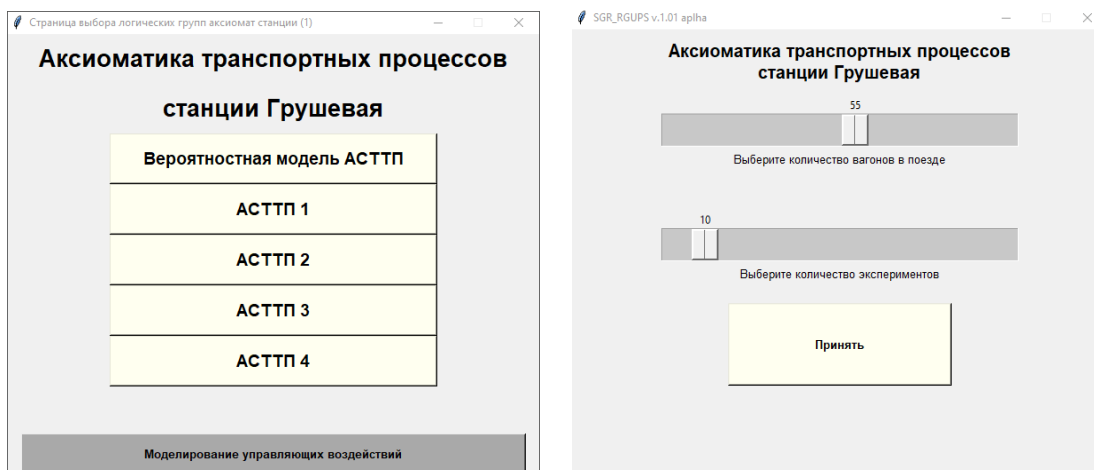 Страница выбора логических групп аксиомат станции (1)
Аксиоматика транспортных процессов
станции Грушевая
Вероятностная модель АСТТП
АСТТП 1
АСТТП 2
АСТТП 3
АСТТП 4
Моделирование управляющих воздействий
SGR_RGUPS v.1.01 aplha
Аксиоматика транспортных процессов
станции Грушевая
55
Выберите количество вагонов в поезде
10
Выберите количество экспериментов
Принять